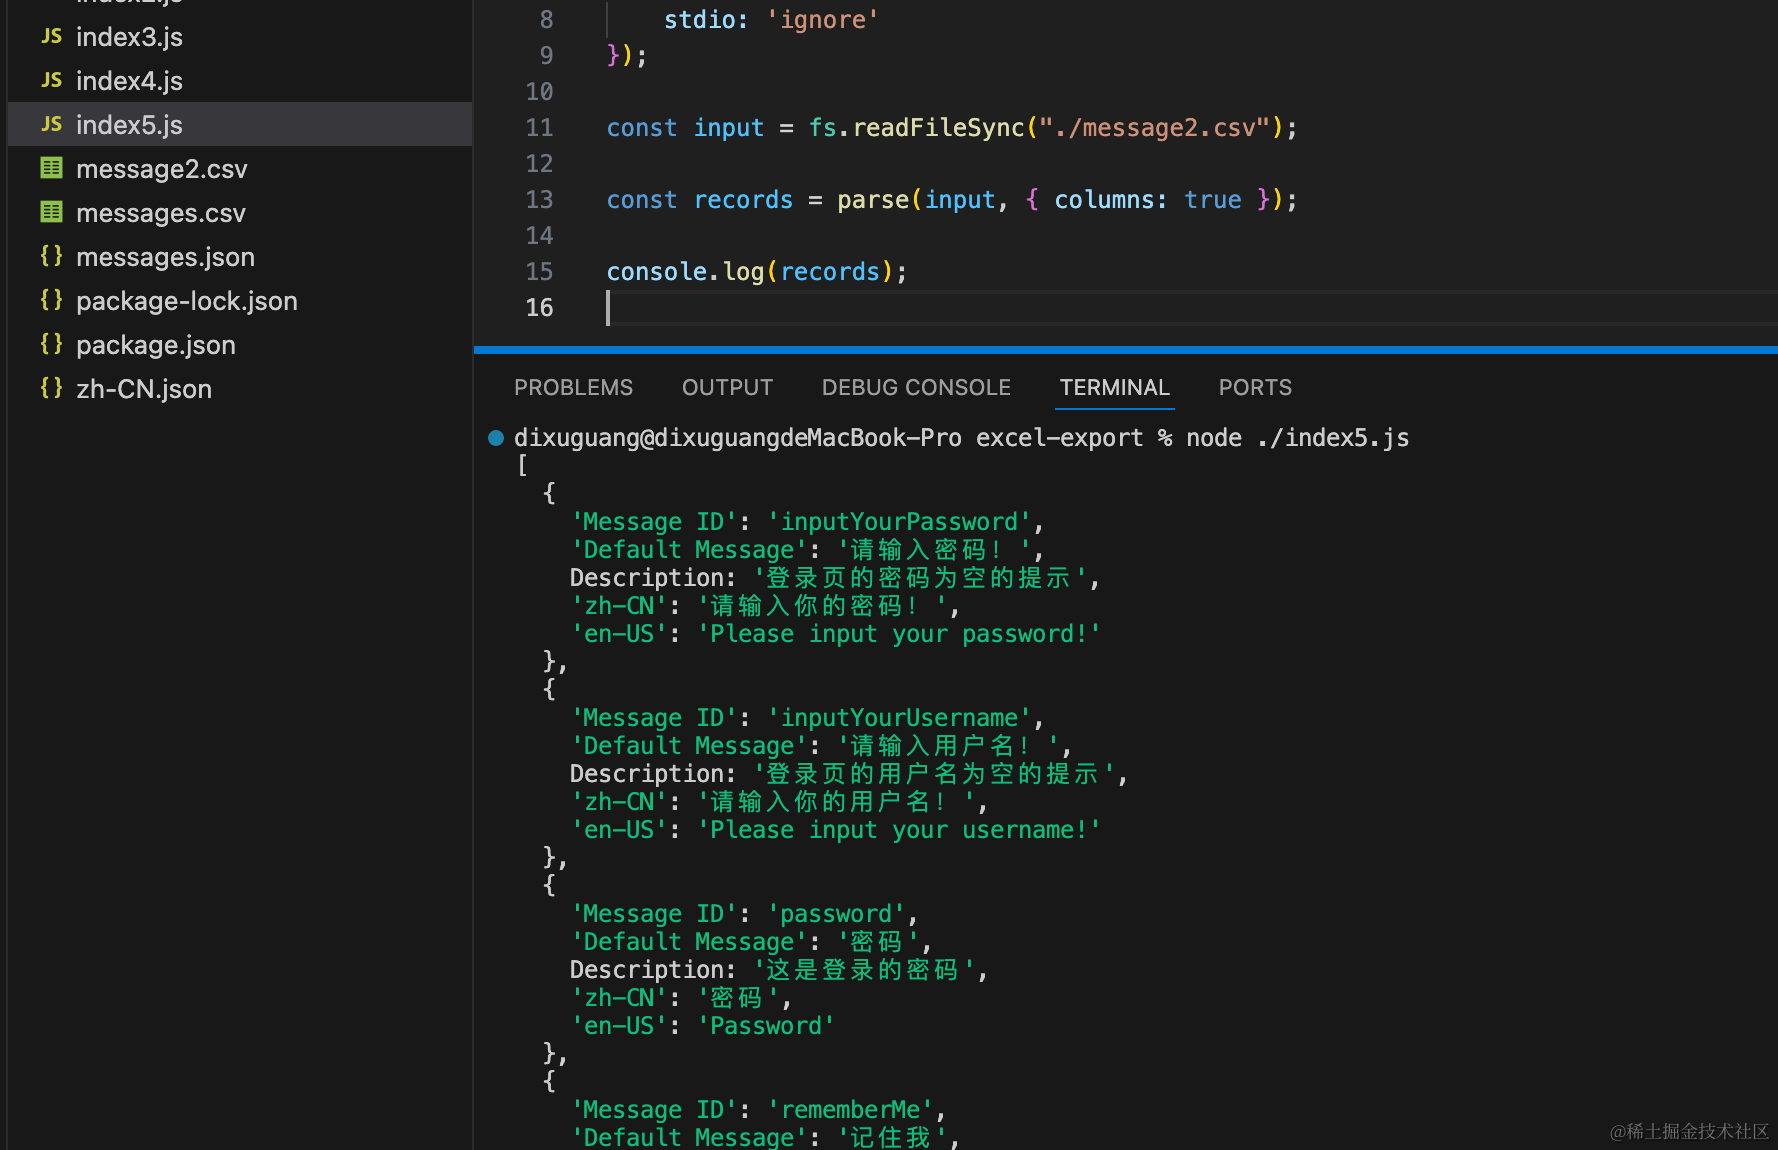 index2.js
JS index3.js
JS index4.js
JS index5.js
message2.csv
messages.csv
{} messages.json
{} package-lock.json
{} package.json
{} zh-CN.json
8 stdio: 'ignore'
9 });
10
11 const input = fs.readFileSync("./message2.csv");
12
13 const records = parse(input, { columns: true });
14
15 console.log(records);
16
PROBLEMS OUTPUT DEBUG CONSOLE TERMINAL PORTS
dixuguang@dixuguangdeMacBook-Pro excel-export % node ./index5.js
[
{
'Message ID': 'inputYourPassword',
'Default Message': '请输入密码！',
Description: '登录页的密码为空的提示',
'zh-CN': '请输入你的密码！',
'en-US': 'Please input your password!'
},
{
'Message ID': 'inputYourUsername',
'Default Message': '请输入用户名！',
Description: '登录页的用户名为空的提示',
'zh-CN': '请输入你的用户名！',
'en-US': 'Please input your username!'
},
{
'Message ID': 'password',
'Default Message': '密码',
Description: '这是登录的密码',
'zh-CN': '密码',
'en-US': 'Password'
},
{
'Message ID': 'rememberMe',
'Default Message': '记住我',
@稀土掘金技术社区